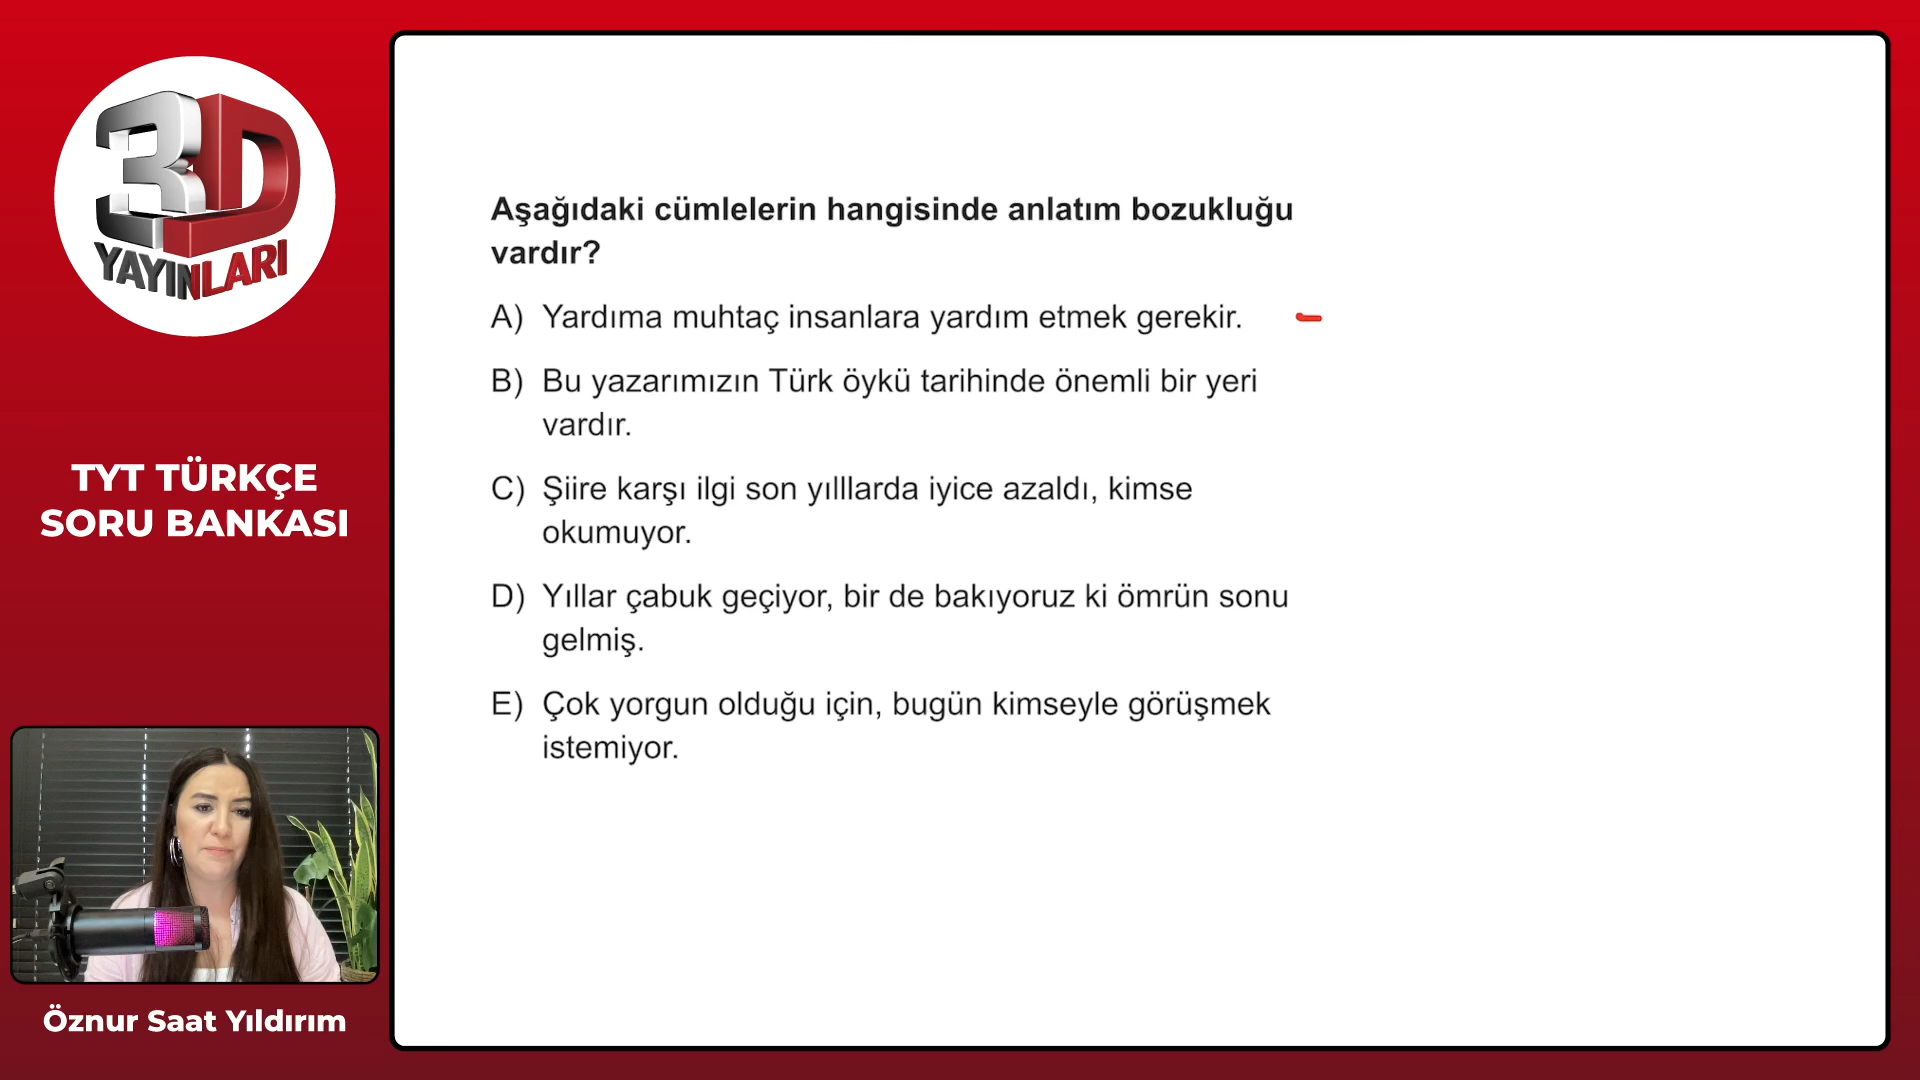 3D
YAYINLARI
TYT TÜRKÇE
SORU BANKASI
Öznur Saat Yıldırım
Aşağıdaki cümlelerin hangisinde anlatım bozukluğu
vardır?
A) Yardıma muhtaç insanlara yardım etmek gerekir.
B) Bu yazarımızın Türk öykü tarihinde önemli bir yeri
vardır.
C) Şiire karşı ilgi son yılllarda iyice azaldı, kimse
okumuyor.
D) Yıllar çabuk geçiyor, bir de bakıyoruz ki ömrün sonu
gelmiş.
E) Çok yorgun olduğu için, bugün kimseyle görüşmek
istemiyor.